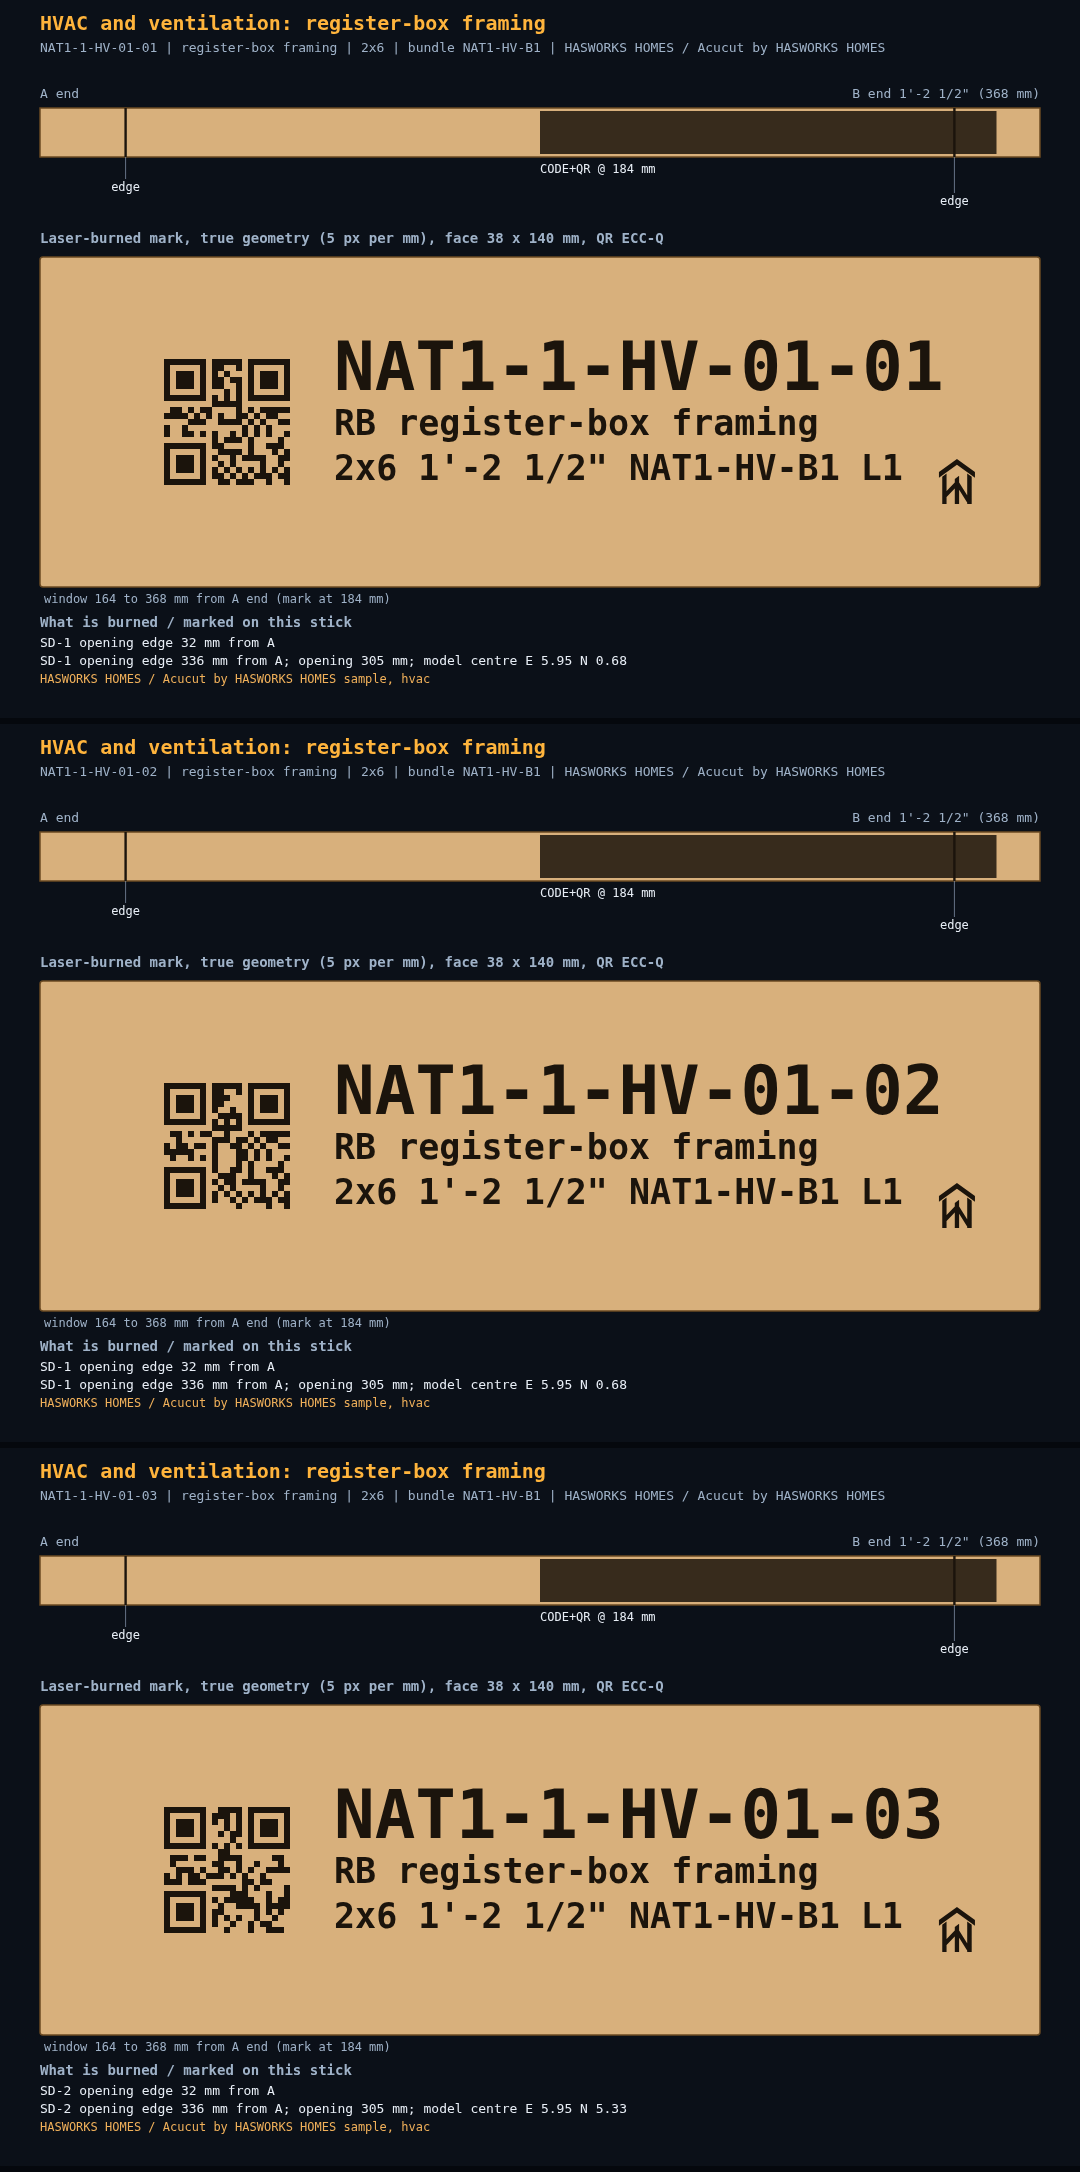 HVAC and ventilation: register-box framing
NAT1-1-HV-01-01 | register-box framing | 2x6 | bundle NAT1-HV-B1 | HASWORKS HOMES / Acucut by HASWORKS HOMES
A end B end 1'-2 1/2" (368 mm)
CODE+QR @ 184 mm
edge
edge
Laser-burned mark, true geometry (5 px per mm), face 38 x 140 mm, QR ECC-Q
NAT1-1-HV-01-01
RB register-box framing
2x6 1'-2 1/2" NAT1-HV-B1 L1
window 164 to 368 mm from A end (mark at 184 mm)
What is burned / marked on this stick
SD-1 opening edge 32 mm from A
SD-1 opening edge 336 mm from A; opening 305 mm; model centre E 5.95 N 0.68
HASWORKS HOMES / Acucut by HASWORKS HOMES sample, hvac
HVAC and ventilation: register-box framing
NAT1-1-HV-01-02 | register-box framing | 2x6 | bundle NAT1-HV-B1 | HASWORKS HOMES / Acucut by HASWORKS HOMES
A end B end 1'-2 1/2" (368 mm)
CODE+QR @ 184 mm
edge
edge
Laser-burned mark, true geometry (5 px per mm), face 38 x 140 mm, QR ECC-Q
NAT1-1-HV-01-02
RB register-box framing
2x6 1'-2 1/2" NAT1-HV-B1 L1
window 164 to 368 mm from A end (mark at 184 mm)
What is burned / marked on this stick
SD-1 opening edge 32 mm from A
SD-1 opening edge 336 mm from A; opening 305 mm; model centre E 5.95 N 0.68
HASWORKS HOMES / Acucut by HASWORKS HOMES sample, hvac
HVAC and ventilation: register-box framing
NAT1-1-HV-01-03 | register-box framing | 2x6 | bundle NAT1-HV-B1 | HASWORKS HOMES / Acucut by HASWORKS HOMES
A end B end 1'-2 1/2" (368 mm)
CODE+QR @ 184 mm
edge
edge
Laser-burned mark, true geometry (5 px per mm), face 38 x 140 mm, QR ECC-Q
NAT1-1-HV-01-03
RB register-box framing
2x6 1'-2 1/2" NAT1-HV-B1 L1
window 164 to 368 mm from A end (mark at 184 mm)
What is burned / marked on this stick
SD-2 opening edge 32 mm from A
SD-2 opening edge 336 mm from A; opening 305 mm; model centre E 5.95 N 5.33
HASWORKS HOMES / Acucut by HASWORKS HOMES sample, hvac